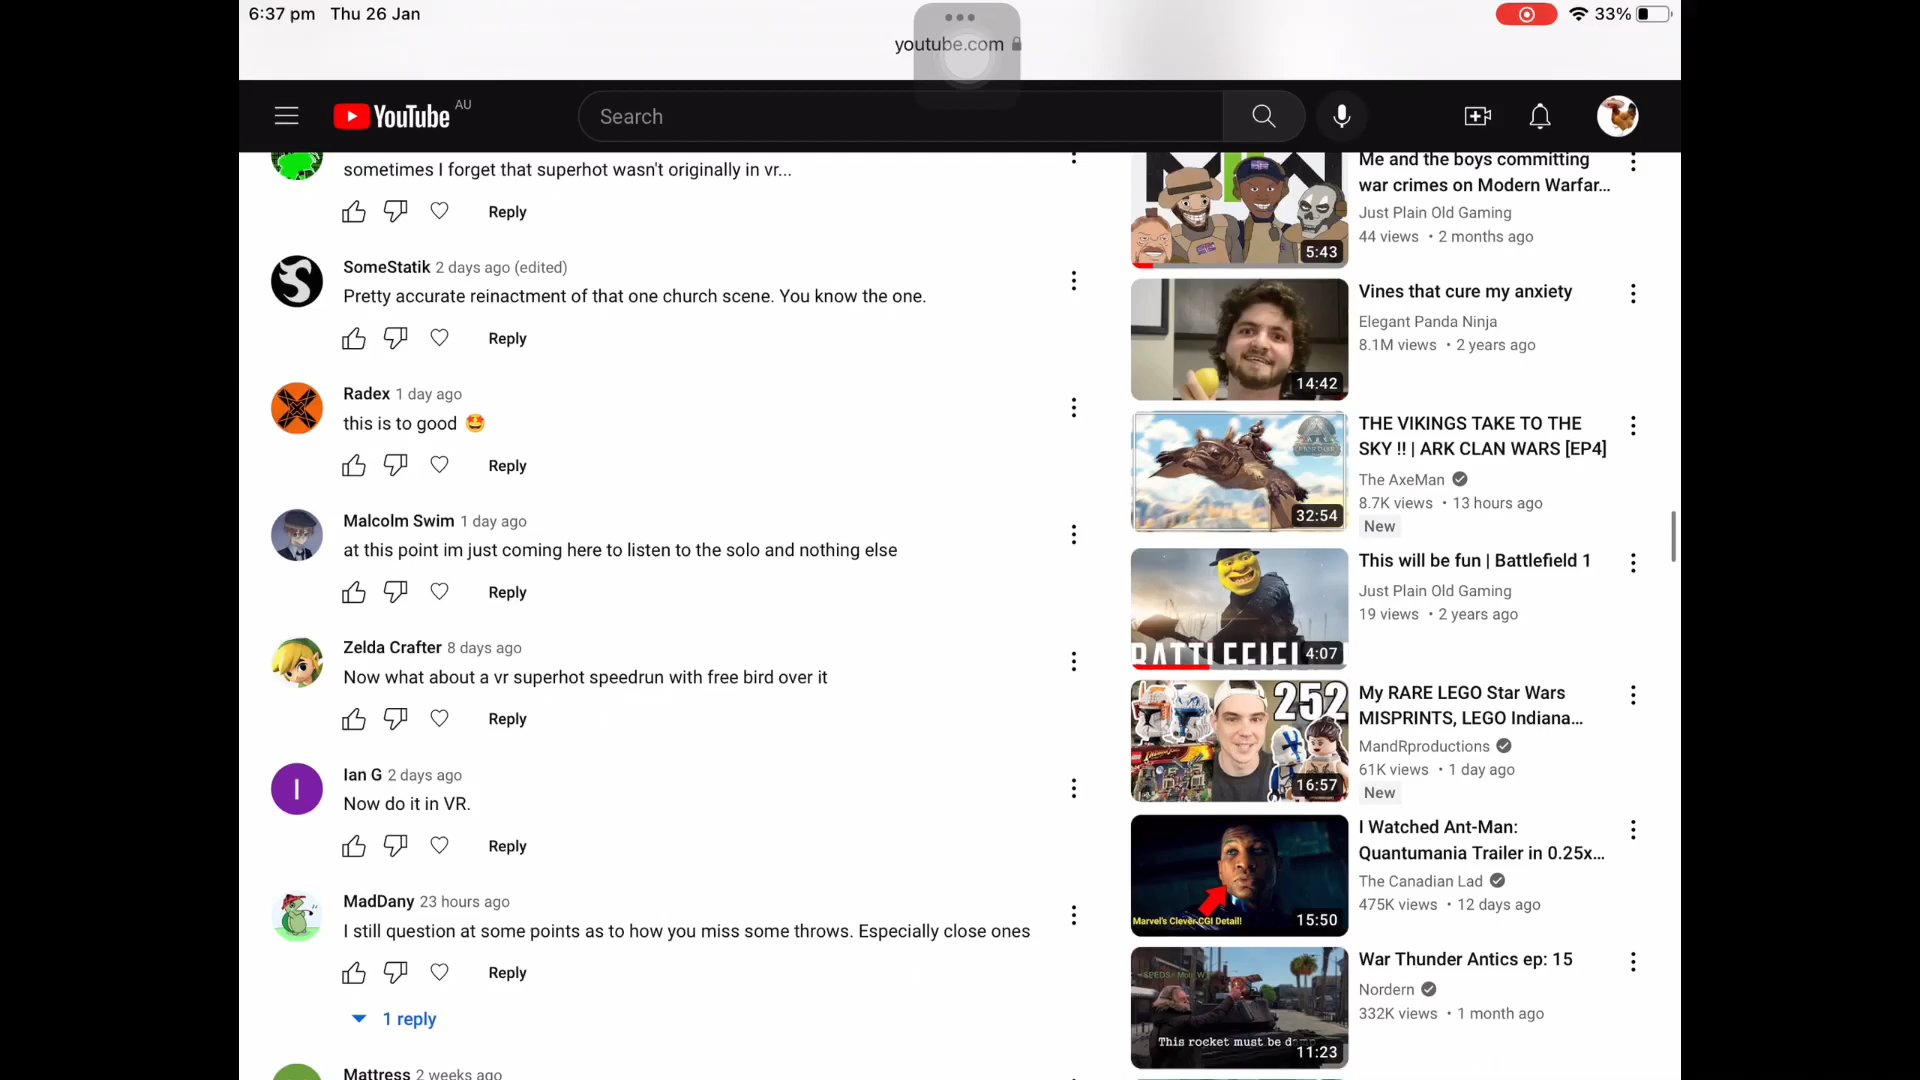 6:37 pm Thu 26 Jan
33%
youtube.com
YouTube AU
Search
sometimes I forget that superhot wasn't originally in vr...
Reply
SomeStatik 2 days ago (edited)
Pretty accurate reinactment of that one church scene. You know the one.
Reply
Radex 1 day ago
this is to good 🤩
Reply
Malcolm Swim 1 day ago
at this point im just coming here to listen to the solo and nothing else
Reply
Zelda Crafter 8 days ago
Now what about a vr superhot speedrun with free bird over it
Reply
I
Ian G 2 days ago
Now do it in VR.
Reply
MadDany 23 hours ago
I still question at some points as to how you miss some throws. Especially close ones
Reply
1 reply
Mattress 2 weeks ago
5:43
Me and the boys committing
war crimes on Modern Warfar...
Just Plain Old Gaming
44 views • 2 months ago
14:42
Vines that cure my anxiety
Elegant Panda Ninja
8.1M views • 2 years ago
32:54
THE VIKINGS TAKE TO THE
SKY !! | ARK CLAN WARS [EP4]
The AxeMan
8.7K views • 13 hours ago
New
4:07
This will be fun | Battlefield 1
Just Plain Old Gaming
19 views • 2 years ago
252
16:57
My RARE LEGO Star Wars
MISPRINTS, LEGO Indiana...
MandRproductions
61K views • 1 day ago
New
Marvel's Clever CGI Detail!
15:50
I Watched Ant-Man:
Quantumania Trailer in 0.25x...
The Canadian Lad
475K views • 12 days ago
This rocket must be
11:23
War Thunder Antics ep: 15
Nordern
332K views • 1 month ago